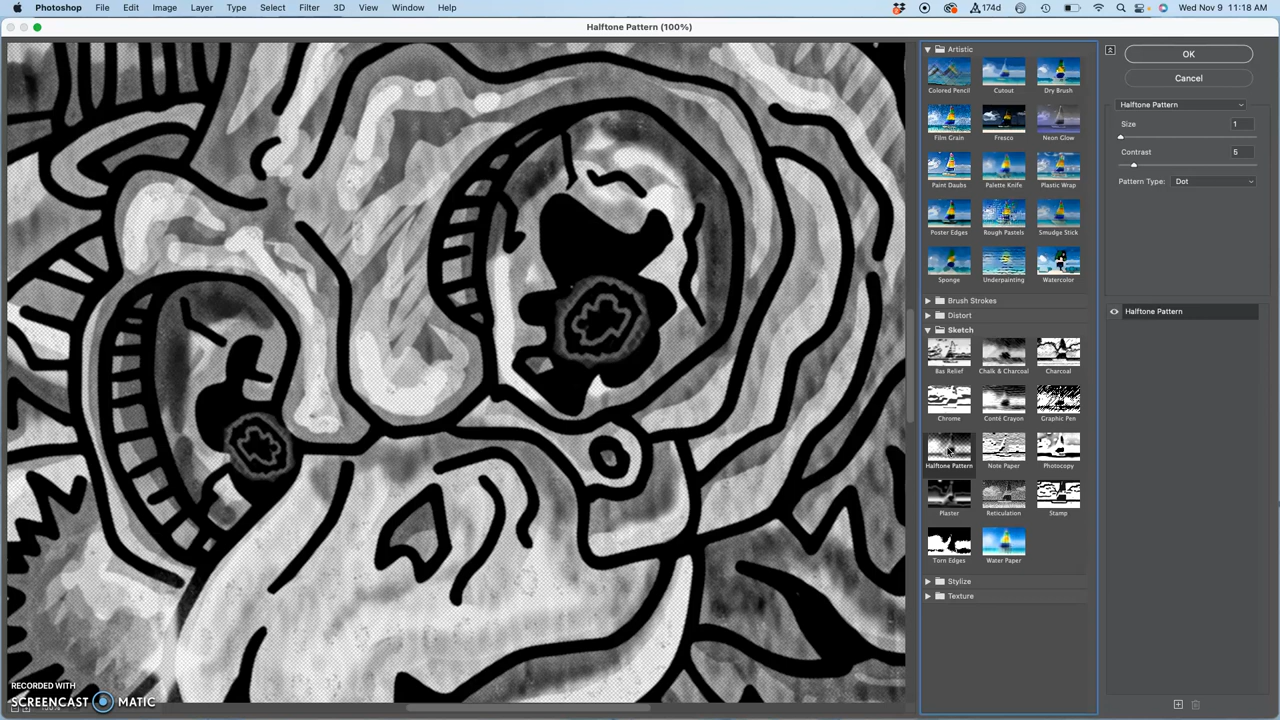 Photoshop File Edit Image Layer Type Select Filter 3D View Window Help 174d Wed Nov 9 11:18 AM
Halftone Pattern (100%)
Artistic
Colored Pencil Cutout Dry Brush
Film Grain Fresco Neon Glow
Paint Daubs Palette Knife Plastic Wrap
Poster Edges Rough Pastels Smudge Stick
Sponge Underpainting Watercolor
Brush Strokes
Distort
Sketch
Bas Relief Chalk & Charcoal Charcoal
Chrome Conté Crayon Graphic Pen
Halftone Pattern Note Paper Photocopy
Plaster Reticulation Stamp
Torn Edges Water Paper
Stylize
Texture
OK
Cancel
Halftone Pattern
Size 1
Contrast 5
Pattern Type: Dot
Halftone Pattern
RECORDED WITH
SCREENCAST MATIC